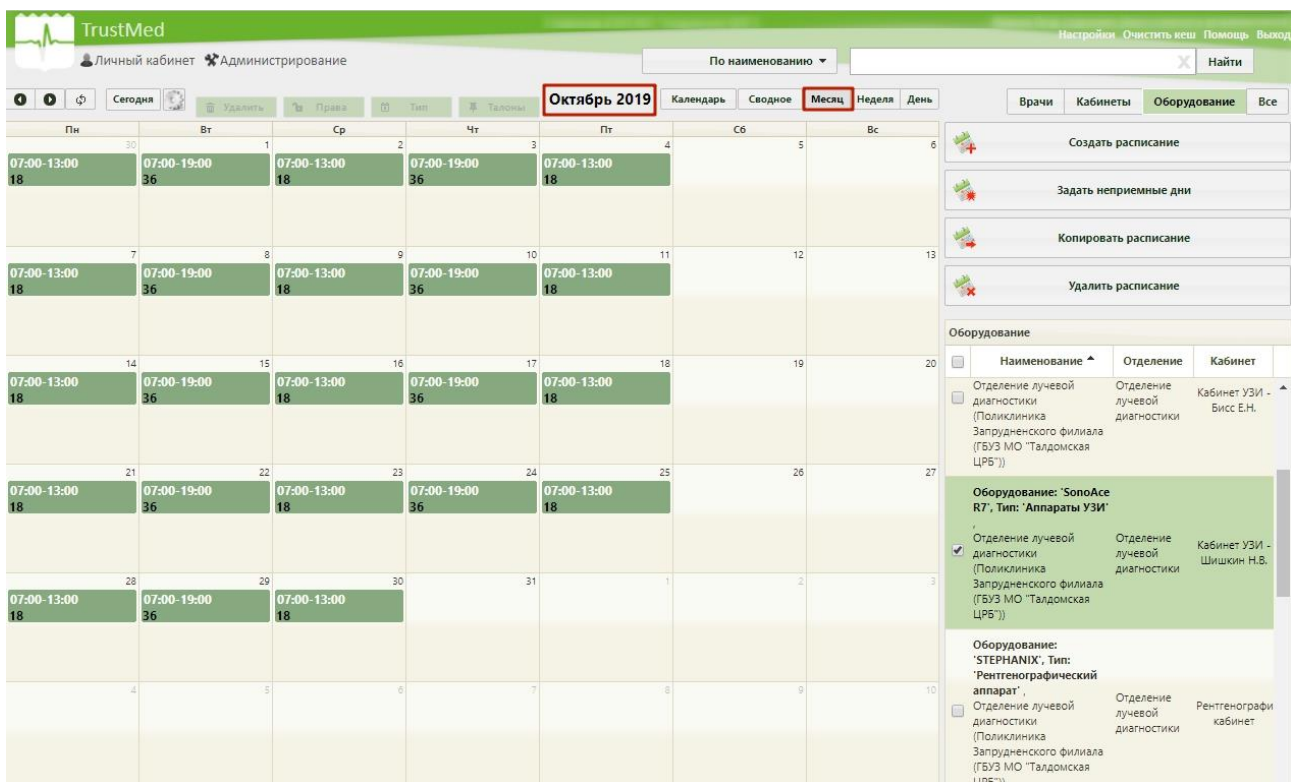 TrustMed
Настройки Очистить кеш Помощь Выход
Личный кабинет Администрирование
По наименованию
Найти
Сегодня Удалить Права Тип Талоны Октябрь 2019 Календарь Сводное Месяц Неделя День
Врачи Кабинеты Оборудование Все
Пн Вт Ср Чт Пт Сб Вс
30 1 2 3 4 5 6
07:00-13:00 07:00-19:00 07:00-13:00 07:00-19:00 07:00-13:00
18 36 18 36 18
7 8 9 10 11 12 13
07:00-13:00 07:00-19:00 07:00-13:00 07:00-19:00 07:00-13:00
18 36 18 36 18
14 15 16 17 18 19 20
07:00-13:00 07:00-19:00 07:00-13:00 07:00-19:00 07:00-13:00
18 36 18 36 18
21 22 23 24 25 26 27
07:00-13:00 07:00-19:00 07:00-13:00 07:00-19:00 07:00-13:00
18 36 18 36 18
28 29 30 31 1 2 3
07:00-13:00 07:00-19:00 07:00-13:00
18 36 18
4 5 6 7 8 9 10
Создать расписание
Задать неприемные дни
Копировать расписание
Удалить расписание
Оборудование
Наименование Отделение Кабинет
Отделение лучевой
диагностики
(Поликлиника
Запрудненского филиала
(ГБУЗ МО "Талдомская
ЦРБ"))
Отделение
лучевой
диагностики
Кабинет УЗИ -
Бисс Е.Н.
Оборудование: 'SonoAce
R7', Тип: 'Аппараты УЗИ'
,
Отделение лучевой
диагностики
(Поликлиника
Запрудненского филиала
(ГБУЗ МО "Талдомская
ЦРБ"))
Отделение
лучевой
диагностики
Кабинет УЗИ -
Шишкин Н.В.
Оборудование:
'STEPHANIX', Тип:
'Рентгенографический
аппарат' ,
Отделение лучевой
диагностики
(Поликлиника
Запрудненского филиала
(ГБУЗ МО "Талдомская
ЦРБ"))
Отделение
лучевой
диагностики
Рентгенографи
кабинет